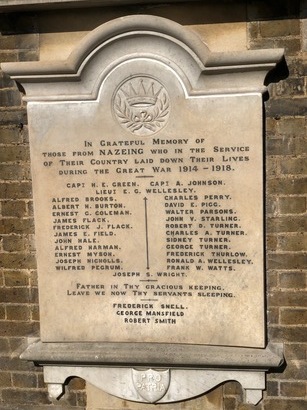 IN GRATEFUL MEMORY OF
THOSE FROM NAZEING WHO IN THE SERVICE
OF THEIR COUNTRY LAID DOWN THEIR LIVES
DURING THE GREAT WAR 1914-1918.
CAPT H. E. GREEN. CAPT A. JOHNSON.
LIEUT E. G. WELLESLEY.
ALFRED BROOKS. CHARLES PERRY.
ALBERT H. BURTON. DAVID E. PIGG.
ERNEST G. COLEMAN. WALTER PARSONS.
JAMES FLACK. JOHN V. STARLING.
FREDERICK J. FLACK. ROBERT D. TURNER.
JAMES E. FIELD. CHARLES A. TURNER.
JOHN HALE. SIDNEY TURNER.
ALFRED HARMAN. GEORGE TURNER.
ERNEST MYSON. FREDERICK THURLOW.
JOSEPH NICHOLLS. RONALD A. WELLESLEY.
WILFRED PEGRUM. FRANK W. WATTS.
JOSEPH S. WRIGHT.
FATHER IN THY GRACIOUS KEEPING,
LEAVE WE NOW THY SERVANTS SLEEPING.
FREDERICK SNELL.
GEORGE MANSFIELD
ROBERT SMITH
PRO
PATRIA